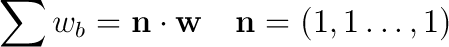 ∑ w_b = **n** · **w**    **n** = (1, 1 . . . , 1)